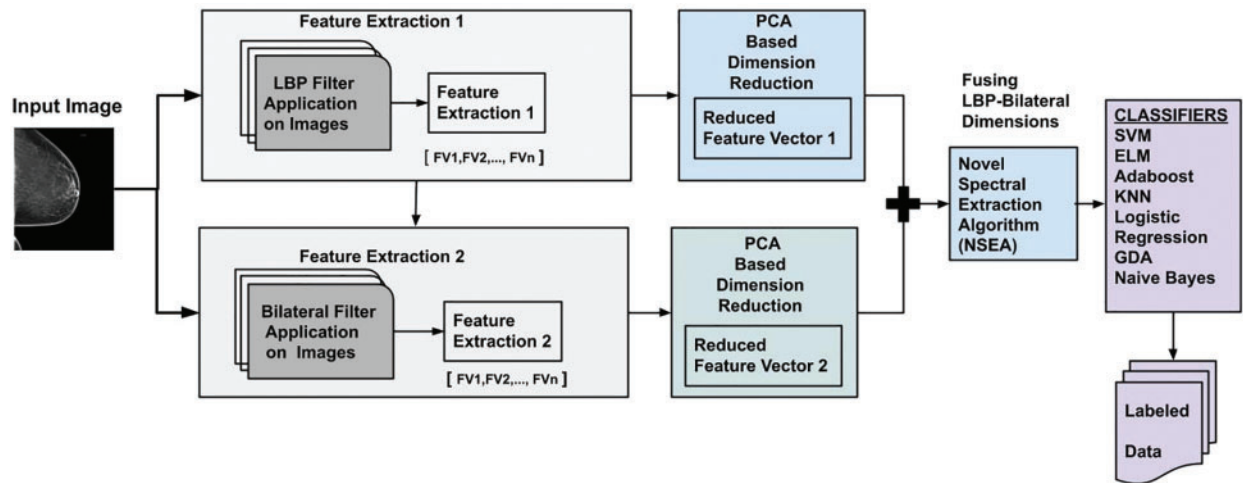 Input Image
Feature Extraction 1
LBP Filter
Application
on Images
Feature
Extraction 1
[ FV1,FV2,..., FVn ]
PCA
Based
Dimension
Reduction
Reduced
Feature Vector 1
Feature Extraction 2
Bilateral Filter
Application
on Images
Feature
Extraction 2
[ FV1,FV2,..., FVn ]
PCA
Based
Dimension
Reduction
Reduced
Feature Vector 2
Fusing
LBP-Bilateral
Dimensions
Novel
Spectral
Extraction
Algorithm
(NSEA)
CLASSIFIERS
SVM
ELM
Adaboost
KNN
Logistic
Regression
GDA
Naive Bayes
Labeled
Data